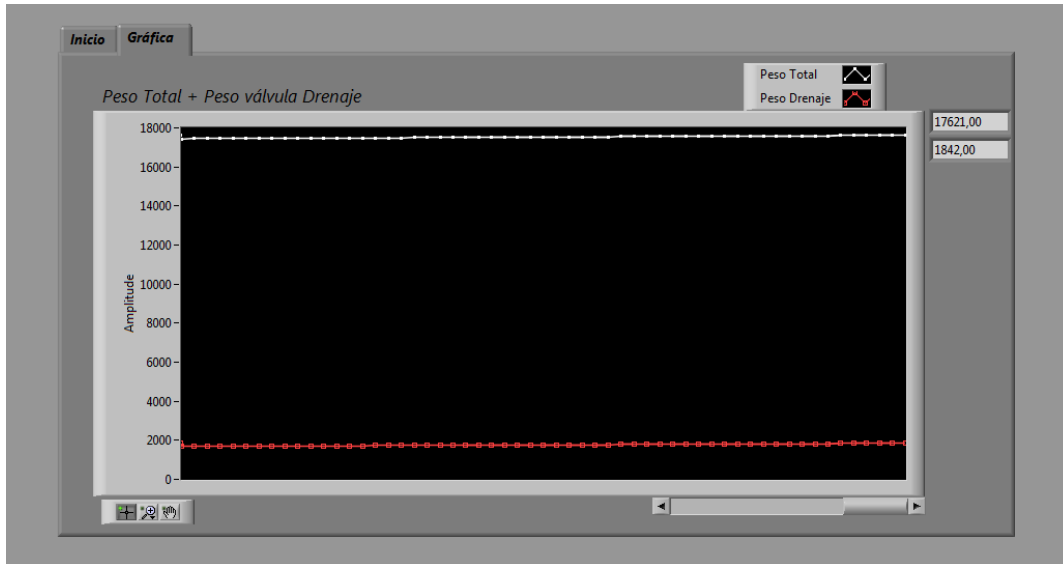 Inicio Gráfica
Peso Total
Peso Drenaje
Peso Total + Peso válvula Drenaje
17621,00
1842,00
18000
16000
14000
12000
10000
8000
6000
4000
2000
0
Amplitude